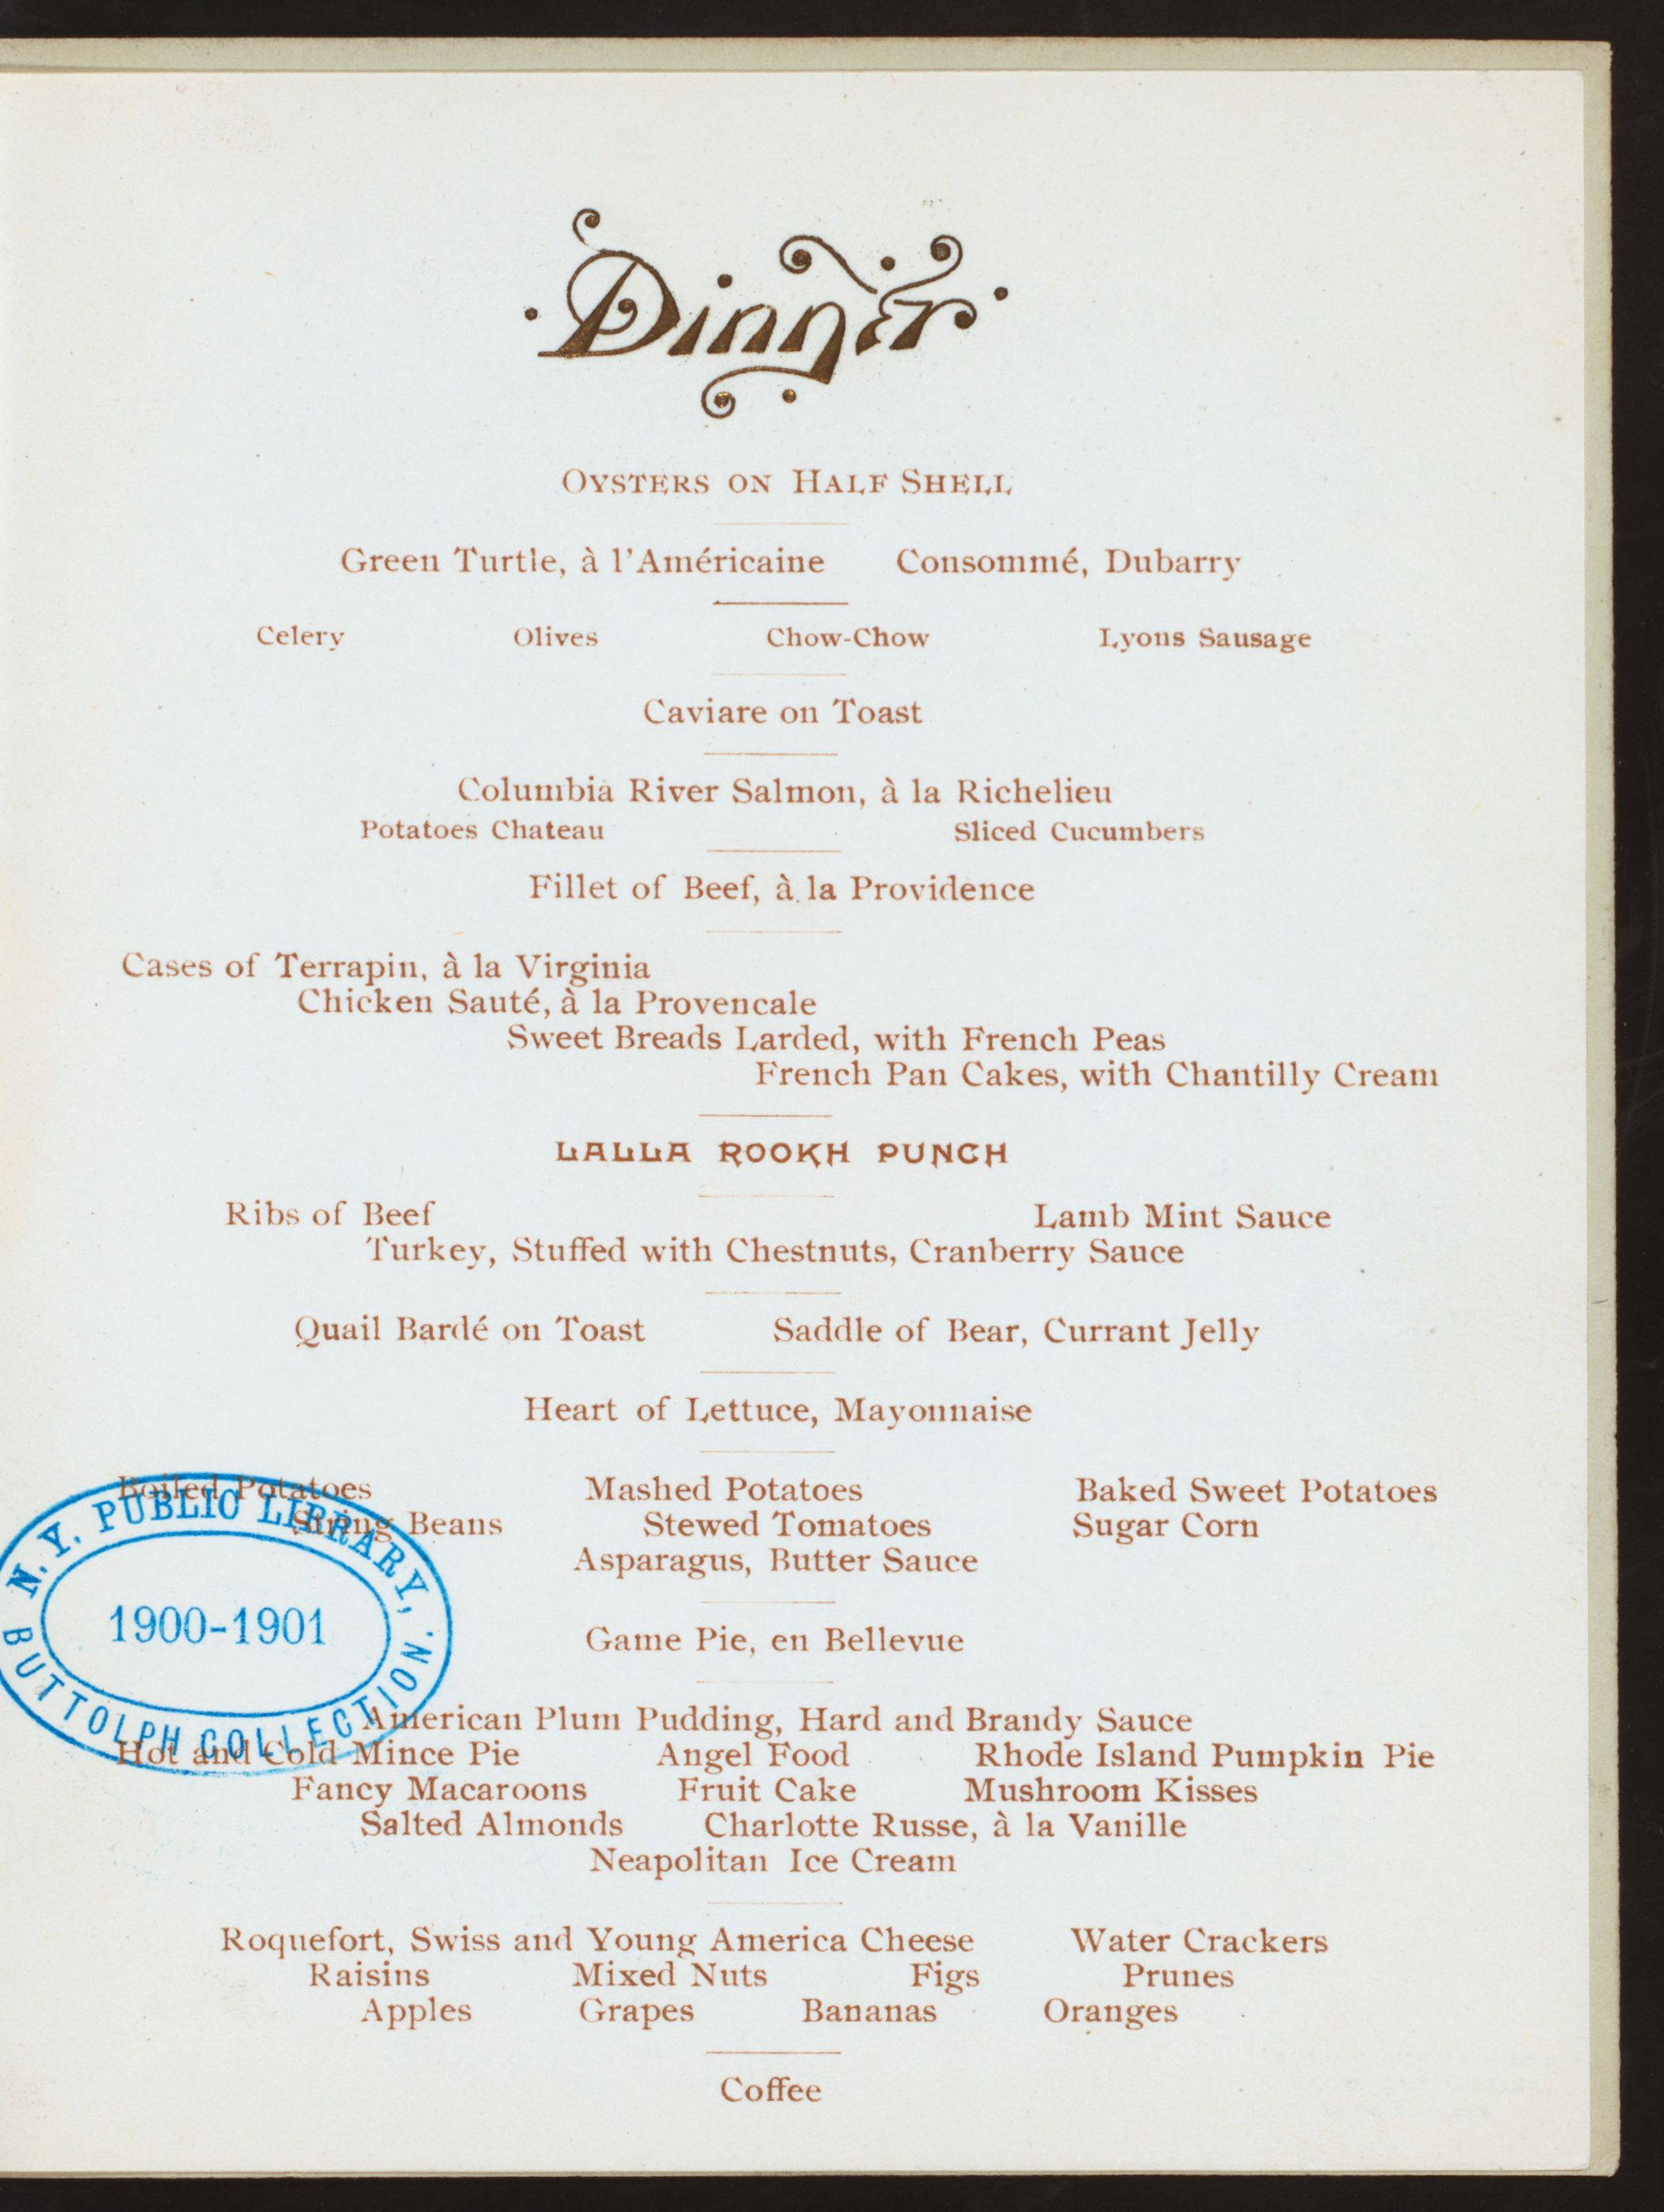 Dinner
OYSTERS ON HALF SHELL
Green Turtle, à l'Américaine Consommé, Dubarry
Celery Olives Chow-Chow Lyons Sausage
Caviare on Toast
Columbia River Salmon, à la Richelieu
Potatoes Chateau Sliced Cucumbers
Fillet of Beef, à la Providence
Cases of Terrapin, à la Virginia
Chicken Sauté, à la Provencale
Sweet Breads Larded, with French Peas
French Pan Cakes, with Chantilly Cream
LALLA ROOKH PUNCH
Ribs of Beef Lamb Mint Sauce
Turkey, Stuffed with Chestnuts, Cranberry Sauce
Quail Bardé on Toast Saddle of Bear, Currant Jelly
Heart of Lettuce, Mayonnaise
Boiled Potatoes Mashed Potatoes Baked Sweet Potatoes
String Beans Stewed Tomatoes Sugar Corn
Asparagus, Butter Sauce
Game Pie, en Bellevue
American Plum Pudding, Hard and Brandy Sauce
Hot and Cold Mince Pie Angel Food Rhode Island Pumpkin Pie
Fancy Macaroons Fruit Cake Mushroom Kisses
Salted Almonds Charlotte Russe, à la Vanille
Neapolitan Ice Cream
Roquefort, Swiss and Young America Cheese Water Crackers
Raisins Mixed Nuts Figs Prunes
Apples Grapes Bananas Oranges
Coffee
N.Y. PUBLIC LIBRARY,
1900-1901
BUTTOLPH COLLECTION.